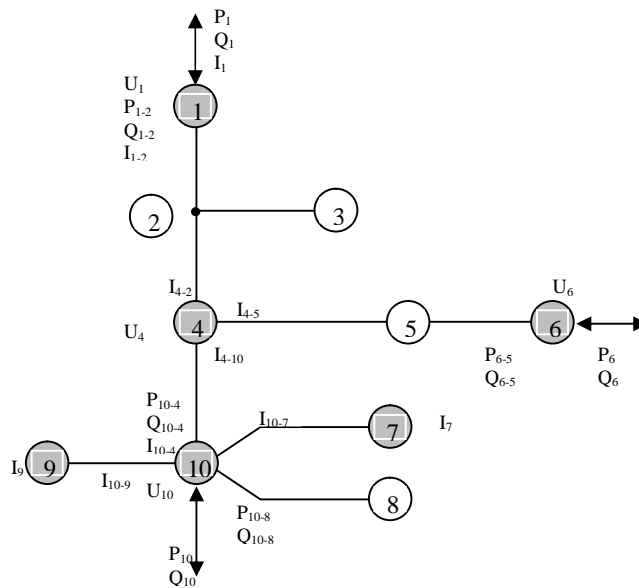 P₁
Q₁
I₁
U₁
P₁₋₂
Q₁₋₂
I₁₋₂
1
2
3
I₄₋₂
I₄₋₅
U₆
U₄
4
5
6
I₄₋₁₀
P₆₋₅
Q₆₋₅
P₆
Q₆
P₁₀₋₄
Q₁₀₋₄
I₁₀₋₄
I₁₀₋₇
7
I₇
I₉
9
10
I₁₀₋₉
U₁₀
8
P₁₀₋₈
Q₁₀₋₈
P₁₀
Q₁₀